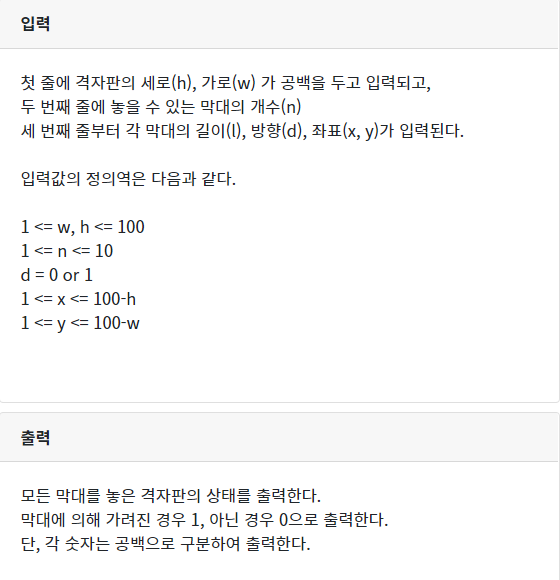 입력
첫 줄에 격자판의 세로(h), 가로(w) 가 공백을 두고 입력되고,
두 번째 줄에 놓을 수 있는 막대의 개수(n)
세 번째 줄부터 각 막대의 길이(l), 방향(d), 좌표(x, y)가 입력된다.
입력값의 정의역은 다음과 같다.
1 <= w, h <= 100
1 <= n <= 10
d = 0 or 1
1 <= x <= 100-h
1 <= y <= 100-w
출력
모든 막대를 놓은 격자판의 상태를 출력한다.
막대에 의해 가려진 경우 1, 아닌 경우 0으로 출력한다.
단, 각 숫자는 공백으로 구분하여 출력한다.